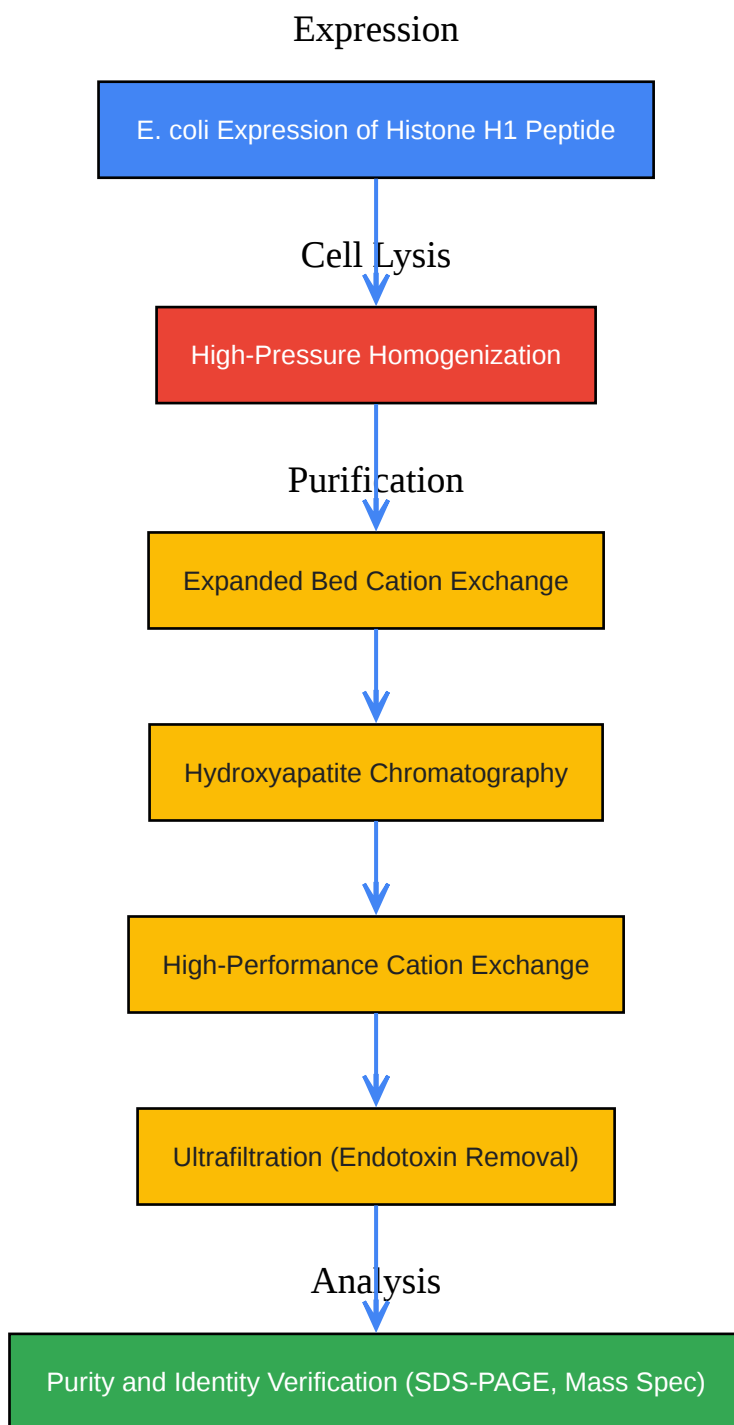 Expression
E. coli Expression of Histone H1 Peptide
Cell Lysis
High-Pressure Homogenization
Purification
Expanded Bed Cation Exchange
Hydroxyapatite Chromatography
High-Performance Cation Exchange
Ultrafiltration (Endotoxin Removal)
Analysis
Purity and Identity Verification (SDS-PAGE, Mass Spec)